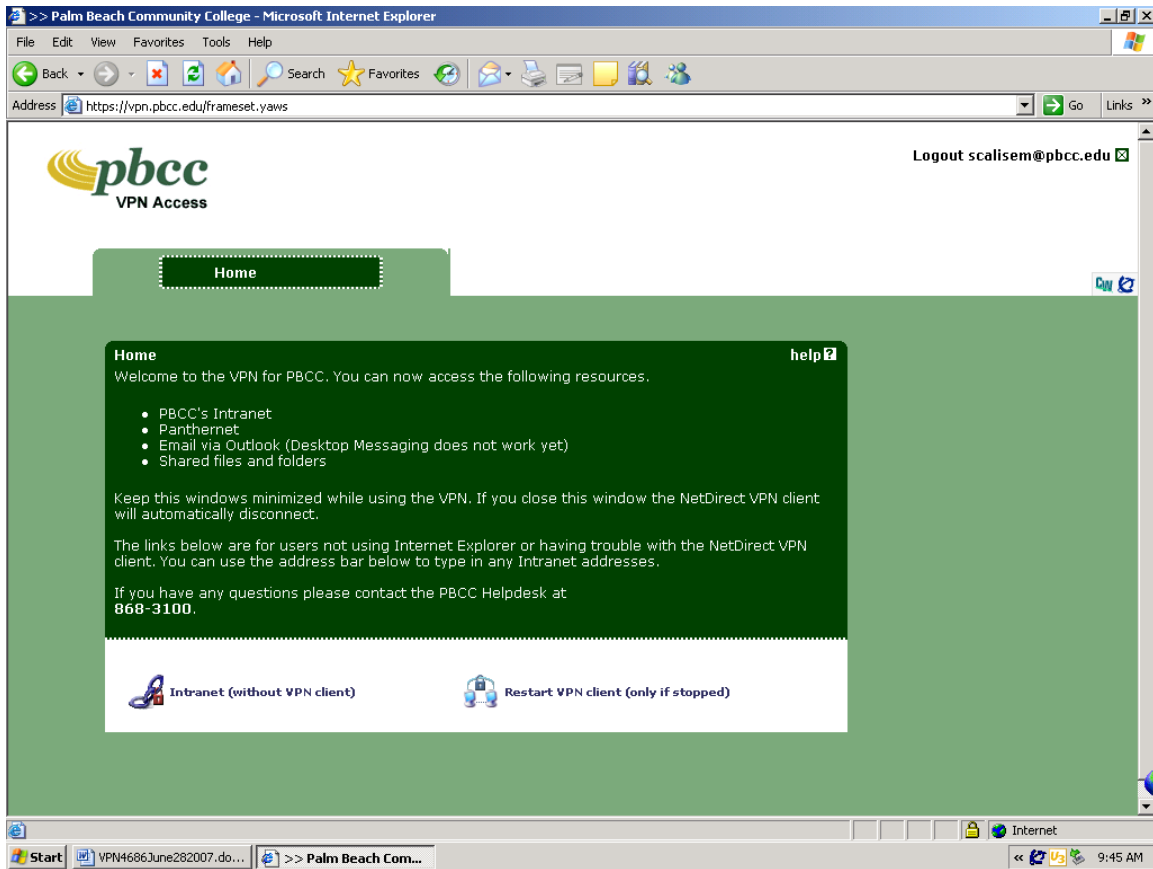 >> Palm Beach Community College - Microsoft Internet Explorer
File Edit View Favorites Tools Help
Back Search Favorites
Address https://vpn.pbcc.edu/frameset.yaws Go Links »
pbcc
VPN Access
Logout scalisem@pbcc.edu
Home
CW
Home help?
Welcome to the VPN for PBCC. You can now access the following resources.
• PBCC's Intranet
• Panthernet
• Email via Outlook (Desktop Messaging does not work yet)
• Shared files and folders
Keep this windows minimized while using the VPN. If you close this window the NetDirect VPN client
will automatically disconnect.
The links below are for users not using Internet Explorer or having trouble with the NetDirect VPN
client. You can use the address bar below to type in any Intranet addresses.
If you have any questions please contact the PBCC Helpdesk at
868-3100.
Intranet (without VPN client) Restart VPN client (only if stopped)
Internet
Start VPN4686June282007.do... >> Palm Beach Com... « U3 9:45 AM